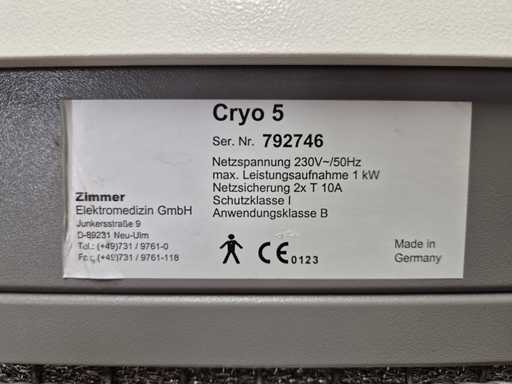 Cryo 5
Ser. Nr. 792746
Netzspannung 230V~/50Hz
max. Leistungsaufnahme 1 kW
Netzsicherung 2x T 10A
Schutzklasse I
Anwendungsklasse B
Zimmer
Elektromedizin GmbH
Junkersstraße 9
D-89231 Neu-Ulm
Tel.: (+49)731 / 9761-0
Fax: (+49)731 / 9761-118
CE 0123
Made in
Germany